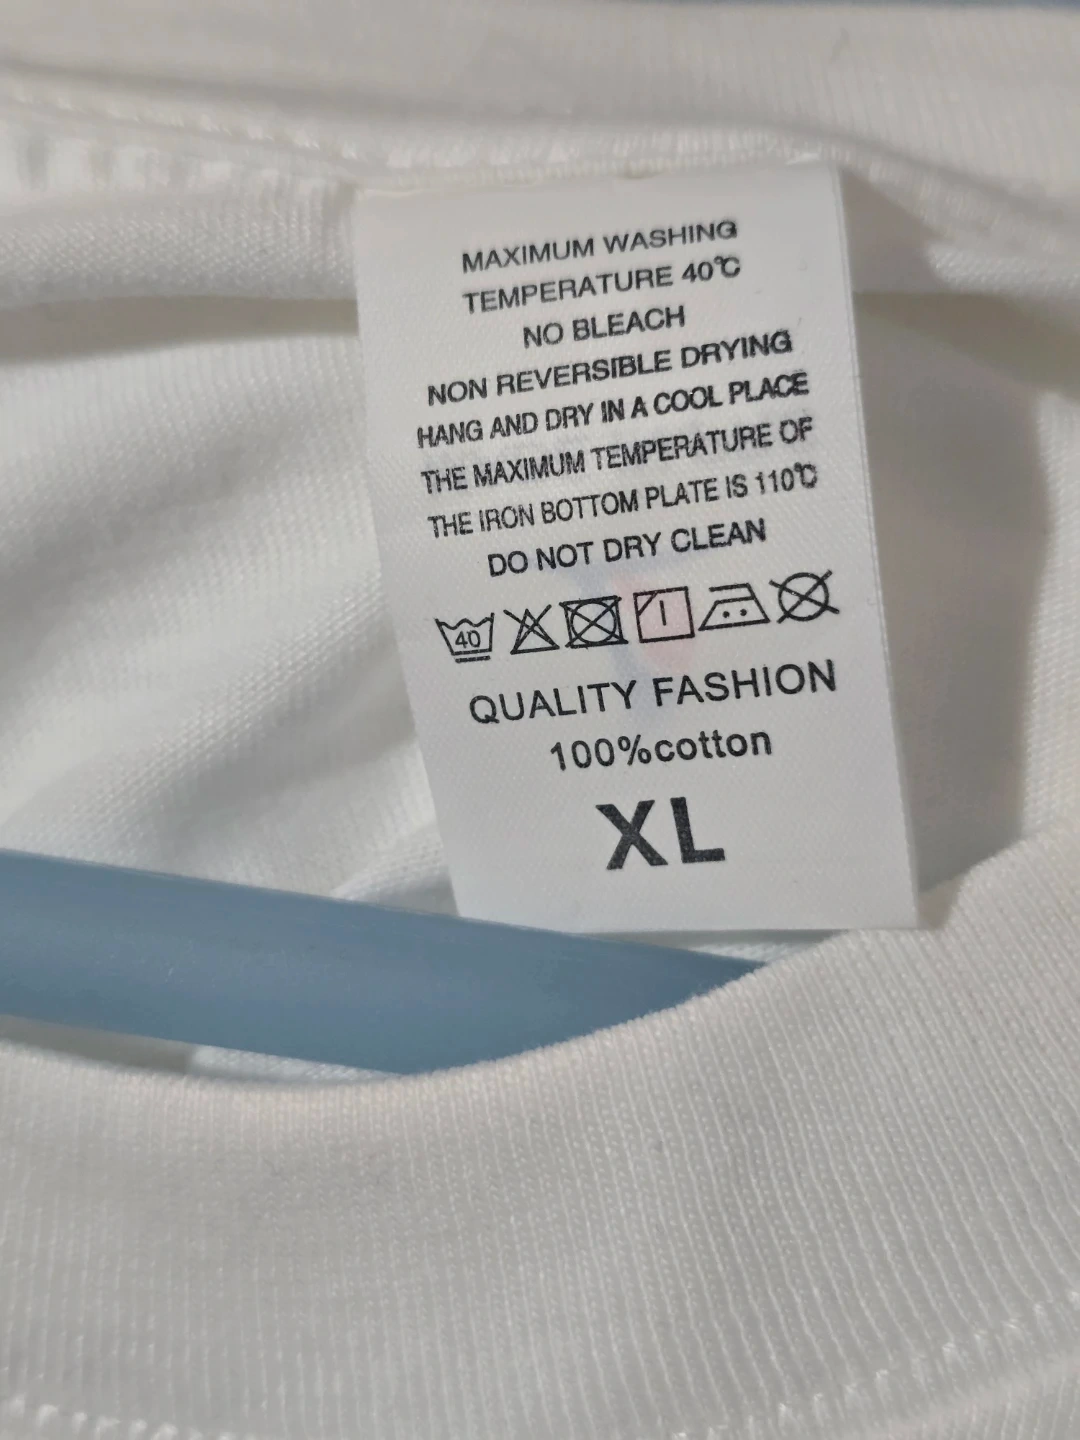 MAXIMUM WASHING
TEMPERATURE 40℃
NO BLEACH
NON REVERSIBLE DRYING
HANG AND DRY IN A COOL PLACE
THE MAXIMUM TEMPERATURE OF
THE IRON BOTTOM PLATE IS 110℃
DO NOT DRY CLEAN
40
QUALITY FASHION
100%cotton
XL